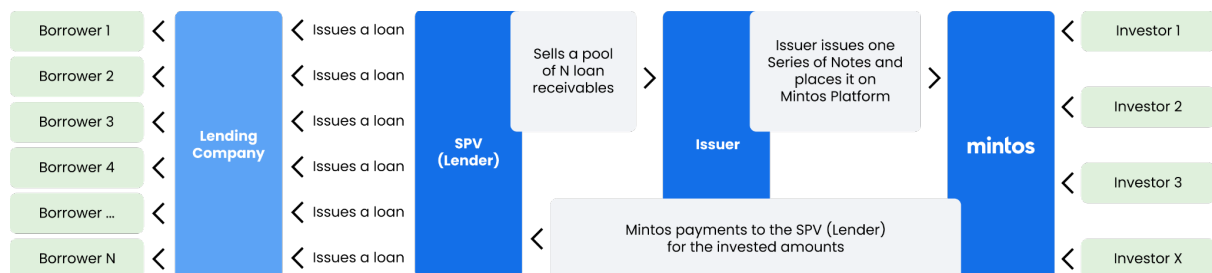 Borrower 1
Borrower 2
Borrower 3
Borrower 4
Borrower ...
Borrower N
Lending
Company
Issues a loan
Issues a loan
Issues a loan
Issues a loan
Issues a loan
Issues a loan
SPV
(Lender)
Sells a pool
of N loan
receivables
Issuer
Issuer issues one
Series of Notes and
places it on
Mintos Platform
Mintos payments to the SPV (Lender)
for the invested amounts
mintos
Investor 1
Investor 2
Investor 3
Investor X